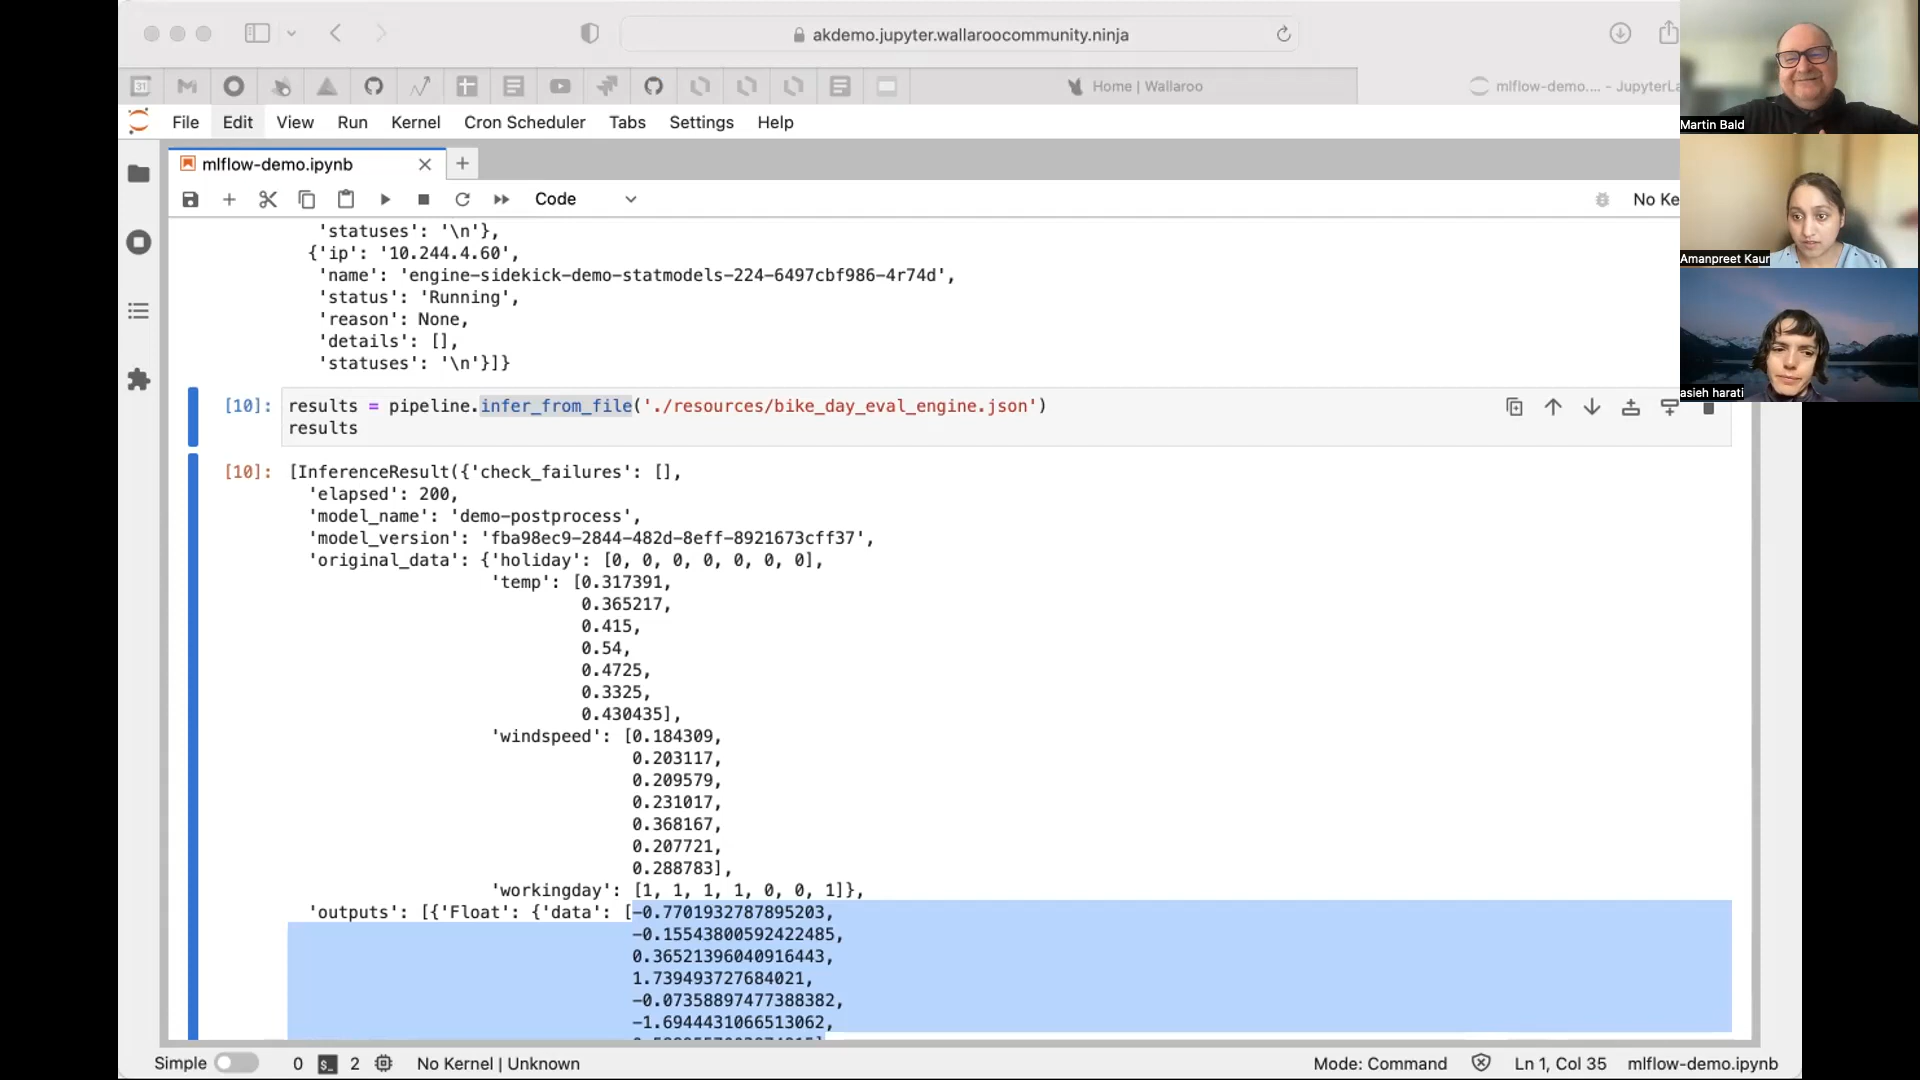 akdemo.jupyter.wallaroocommunity.ninja
31
Home | Wallaroo
mlflow-demo.... - JupyterLa
File Edit View Run Kernel Cron Scheduler Tabs Settings Help
mlflow-demo.ipynb
Code
No Ke
'statuses': '\n'},
{'ip': '10.244.4.60',
'name': 'engine-sidekick-demo-statmodels-224-6497cbf986-4r74d',
'status': 'Running',
'reason': None,
'details': [],
'statuses': '\n'}]}
[10]: results = pipeline.infer_from_file('./resources/bike_day_eval_engine.json')
results
[10]: [InferenceResult({'check_failures': [],
'elapsed': 200,
'model_name': 'demo-postprocess',
'model_version': 'fba98ec9-2844-482d-8eff-8921673cff37',
'original_data': {'holiday': [0, 0, 0, 0, 0, 0, 0],
'temp': [0.317391,
0.365217,
0.415,
0.54,
0.4725,
0.3325,
0.430435],
'windspeed': [0.184309,
0.203117,
0.209579,
0.231017,
0.368167,
0.207721,
0.288783],
'workingday': [1, 1, 1, 1, 0, 0, 1]},
'outputs': [{'Float': {'data': [-0.7701932787895203,
-0.15543800592422485,
0.36521396040916443,
1.739493727684021,
-0.07358897477388382,
-1.6944431066513062,
Simple 0 2 No Kernel | Unknown
Mode: Command Ln 1, Col 35 mlflow-demo.ipynb
Martin Bald
Amanpreet Kaur
asieh harati